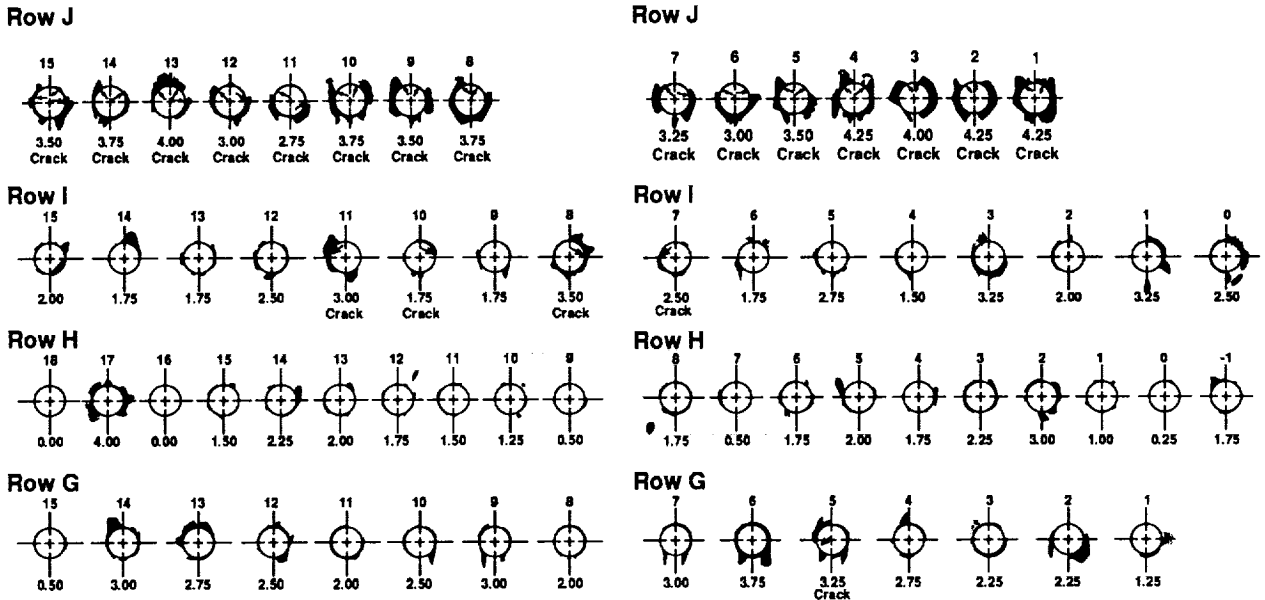 Row J
15 14 13 12 11 10 9 8
3.50 3.75 4.00 3.00 2.75 3.75 3.50 3.75
Crack Crack Crack Crack Crack Crack Crack Crack
Row I
15 14 13 12 11 10 9 8
2.00 1.75 1.75 2.50 3.00 1.75 1.75 3.50
Crack Crack Crack
Row H
18 17 16 15 14 13 12 11 10 9
0.00 4.00 0.00 1.50 2.25 2.00 1.75 1.50 1.25 0.50
Row G
15 14 13 12 11 10 9 8
0.50 3.00 2.75 2.50 2.00 2.50 3.00 2.00
Row J
7 6 5 4 3 2 1
3.25 3.00 3.50 4.25 4.00 4.25 4.25
Crack Crack Crack Crack Crack Crack Crack
Row I
7 6 5 4 3 2 1 0
2.50 1.75 2.75 1.50 3.25 2.00 3.25 2.50
Crack
Row H
8 7 6 5 4 3 2 1 0 -1
1.75 0.50 1.75 2.00 1.75 2.25 3.00 1.00 0.25 1.75
Row G
7 6 5 4 3 2 1
3.00 3.75 3.25 2.75 2.25 2.25 1.25
Crack